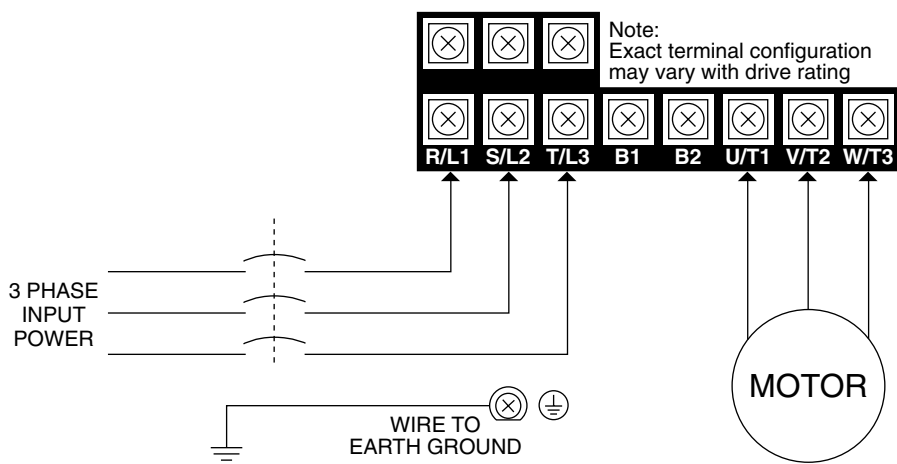 Note:
Exact terminal configuration
may vary with drive rating
R/L1 S/L2 T/L3 B1 B2 U/T1 V/T2 W/T3
3 PHASE
INPUT
POWER
MOTOR
WIRE TO
EARTH GROUND